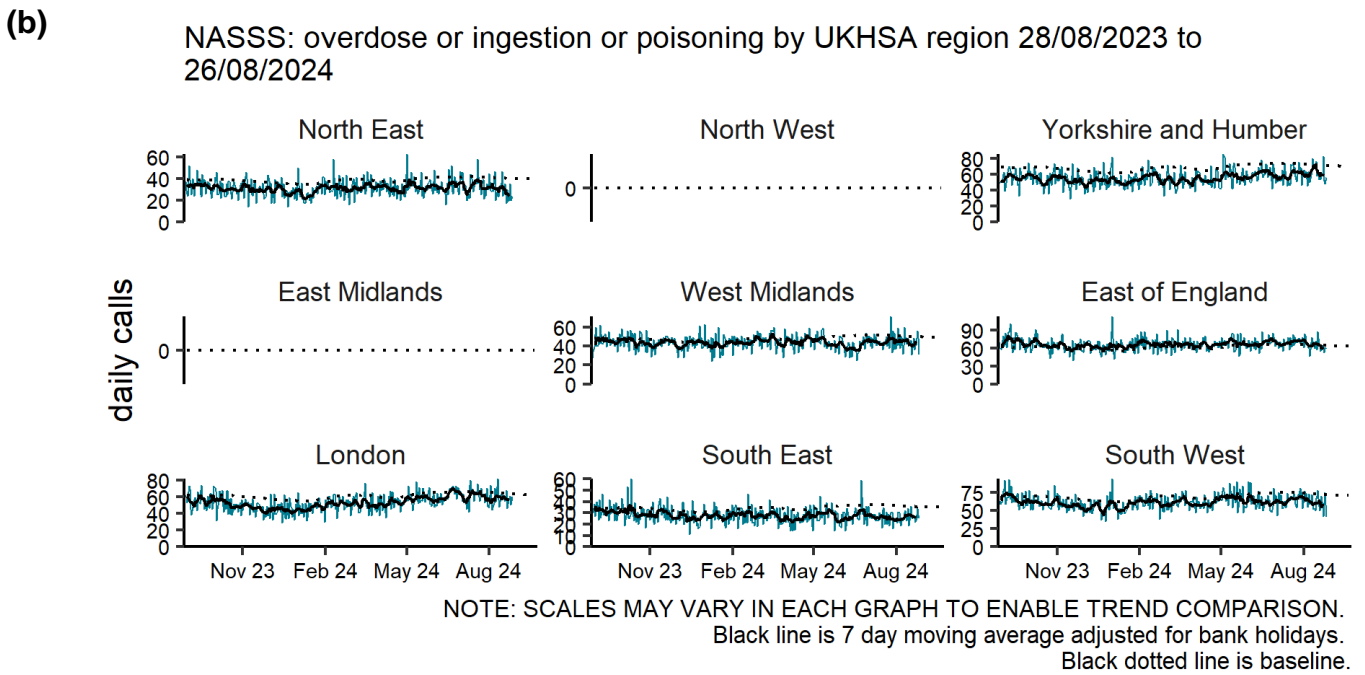 (b)
NASSS: overdose or ingestion or poisoning by UKHSA region 28/08/2023 to
26/08/2024
daily calls
North East
60
40
20
0
North West
0
Yorkshire and Humber
80
60
40
20
0
East Midlands
0
West Midlands
60
40
20
0
East of England
90
60
30
0
London
80
60
40
20
0
Nov 23 Feb 24 May 24 Aug 24
South East
60
50
40
30
20
10
0
Nov 23 Feb 24 May 24 Aug 24
South West
75
50
25
0
Nov 23 Feb 24 May 24 Aug 24
NOTE: SCALES MAY VARY IN EACH GRAPH TO ENABLE TREND COMPARISON.
Black line is 7 day moving average adjusted for bank holidays.
Black dotted line is baseline.